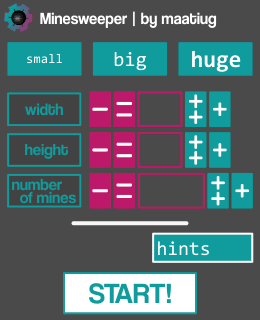 Minesweeper | by maatiug
small big huge
width
height
number
of mines
hints
START!